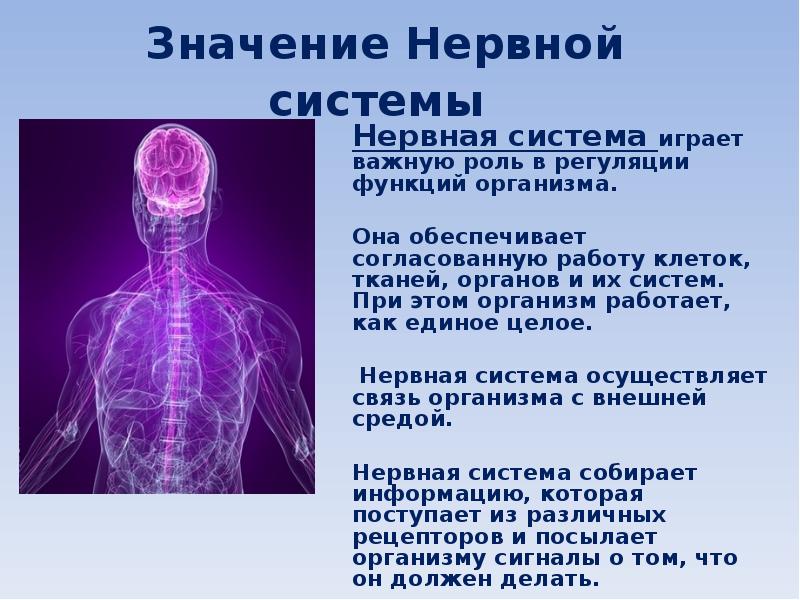 Значение Нервной
системы
Нервная система играет
важную роль в регуляции
функций организма.
Она обеспечивает
согласованную работу клеток,
тканей, органов и их систем.
При этом организм работает,
как единое целое.
Нервная система осуществляет
связь организма с внешней
средой.
Нервная система собирает
информацию, которая
поступает из различных
рецепторов и посылает
организму сигналы о том, что
он должен делать.